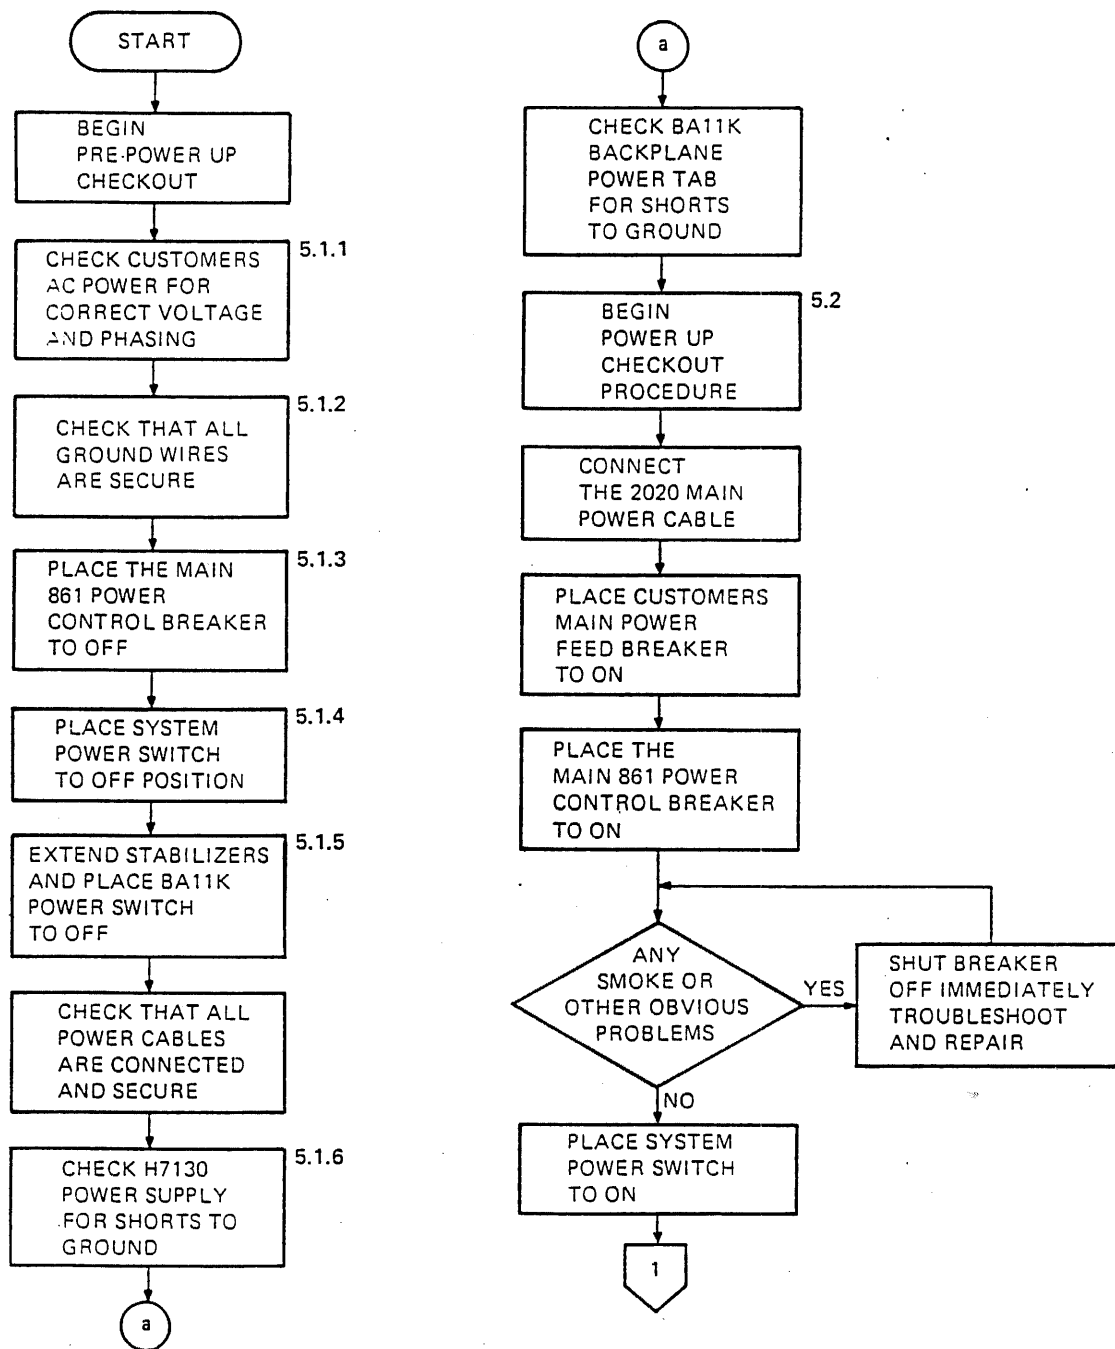 START
BEGIN
PRE-POWER UP
CHECKOUT
5.1.1
CHECK CUSTOMERS
AC POWER FOR
CORRECT VOLTAGE
AND PHASING
5.1.2
CHECK THAT ALL
GROUND WIRES
ARE SECURE
5.1.3
PLACE THE MAIN
861 POWER
CONTROL BREAKER
TO OFF
5.1.4
PLACE SYSTEM
POWER SWITCH
TO OFF POSITION
5.1.5
EXTEND STABILIZERS
AND PLACE BA11K
POWER SWITCH
TO OFF
CHECK THAT ALL
POWER CABLES
ARE CONNECTED
AND SECURE
5.1.6
CHECK H7130
POWER SUPPLY
FOR SHORTS TO
GROUND
a
a
CHECK BA11K
BACKPLANE
POWER TAB
FOR SHORTS
TO GROUND
5.2
BEGIN
POWER UP
CHECKOUT
PROCEDURE
CONNECT
THE 2020 MAIN
POWER CABLE
PLACE CUSTOMERS
MAIN POWER
FEED BREAKER
TO ON
PLACE THE
MAIN 861 POWER
CONTROL BREAKER
TO ON
ANY
SMOKE OR
OTHER OBVIOUS
PROBLEMS
YES
SHUT BREAKER
OFF IMMEDIATELY
TROUBLESHOOT
AND REPAIR
NO
PLACE SYSTEM
POWER SWITCH
TO ON
1